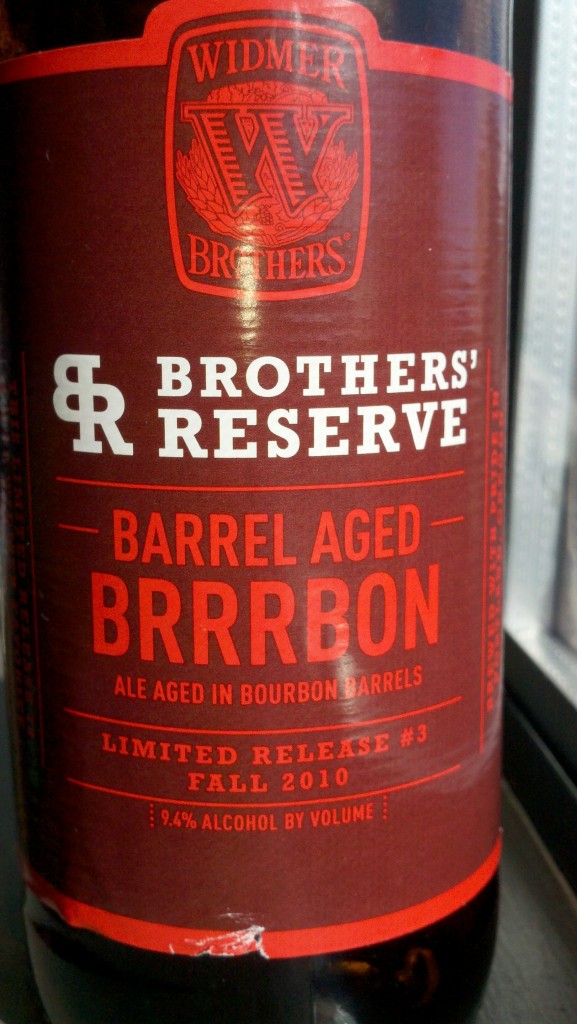 WIDMER
W
BROTHERS
BR BROTHERS'
RESERVE
BARREL AGED
BRRRBON
ALE AGED IN BOURBON BARRELS
LIMITED RELEASE #3
FALL 2010
9.4% ALCOHOL BY VOLUME